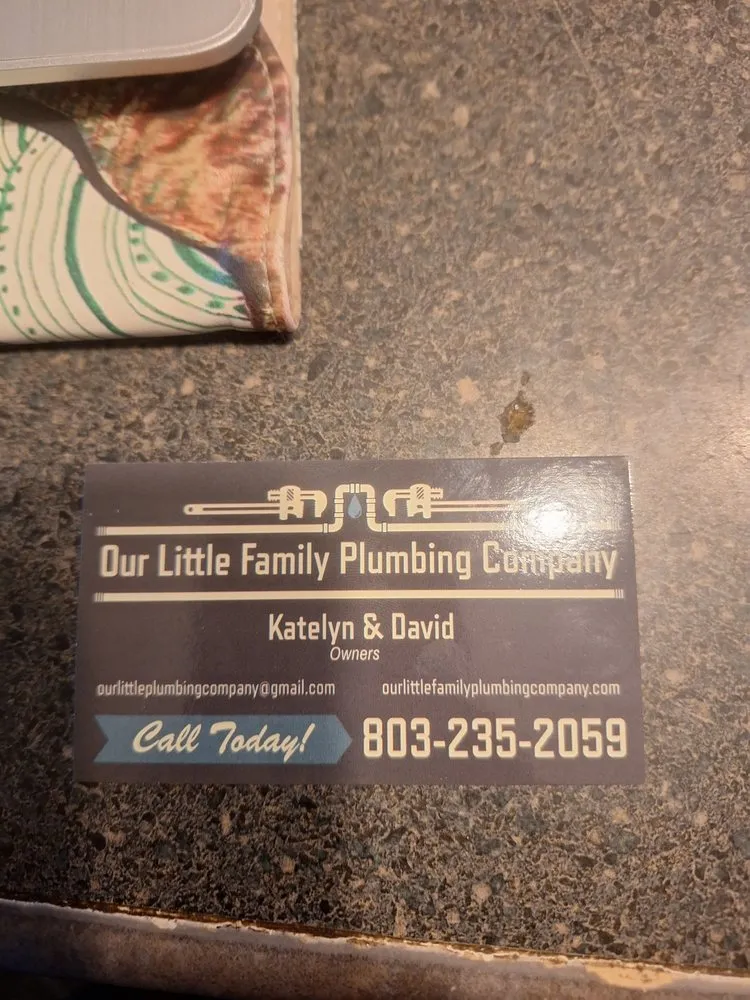 Our Little Family Plumbing Company
Katelyn & David
Owners
ourlittleplumbingcompany@gmail.com
ourlittlefamilyplumbingcompany.com
Call Today!
803-235-2059